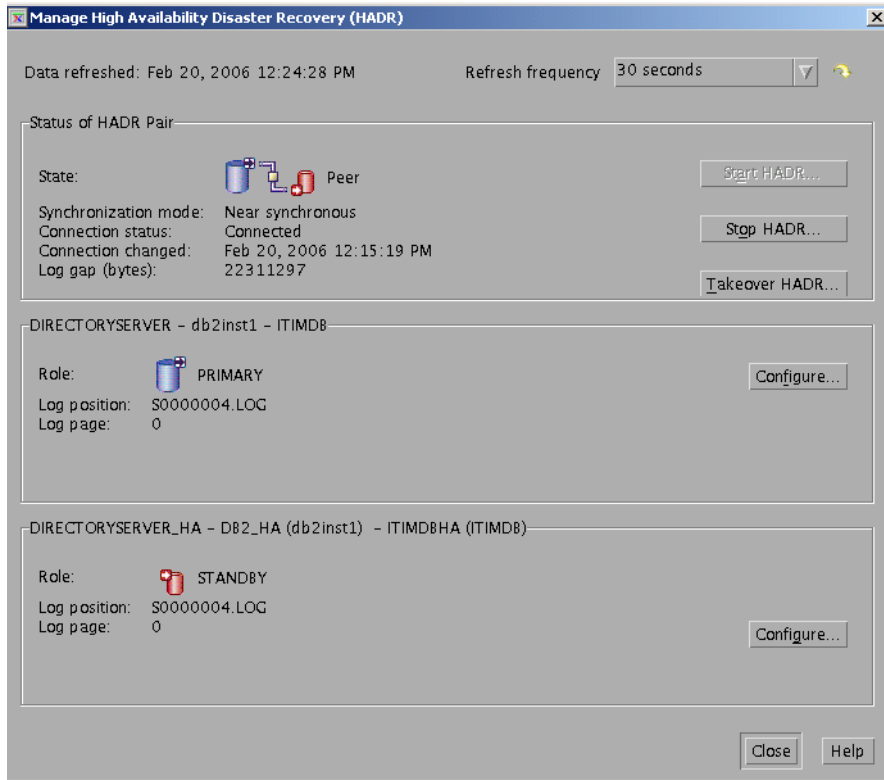 Manage High Availability Disaster Recovery (HADR)
Data refreshed: Feb 20, 2006 12:24:28 PM Refresh frequency 30 seconds
Status of HADR Pair
State: Peer Start HADR...
Synchronization mode: Near synchronous
Connection status: Connected Stop HADR...
Connection changed: Feb 20, 2006 12:15:19 PM
Log gap (bytes): 22311297
Takeover HADR...
DIRECTORYSERVER - db2inst1 - ITIMDB
Role: PRIMARY Configure...
Log position: S0000004.LOG
Log page: 0
DIRECTORYSERVER_HA - DB2_HA (db2inst1) - ITIMDBHA (ITIMDB)
Role: STANDBY
Log position: S0000004.LOG
Log page: 0 Configure...
Close Help